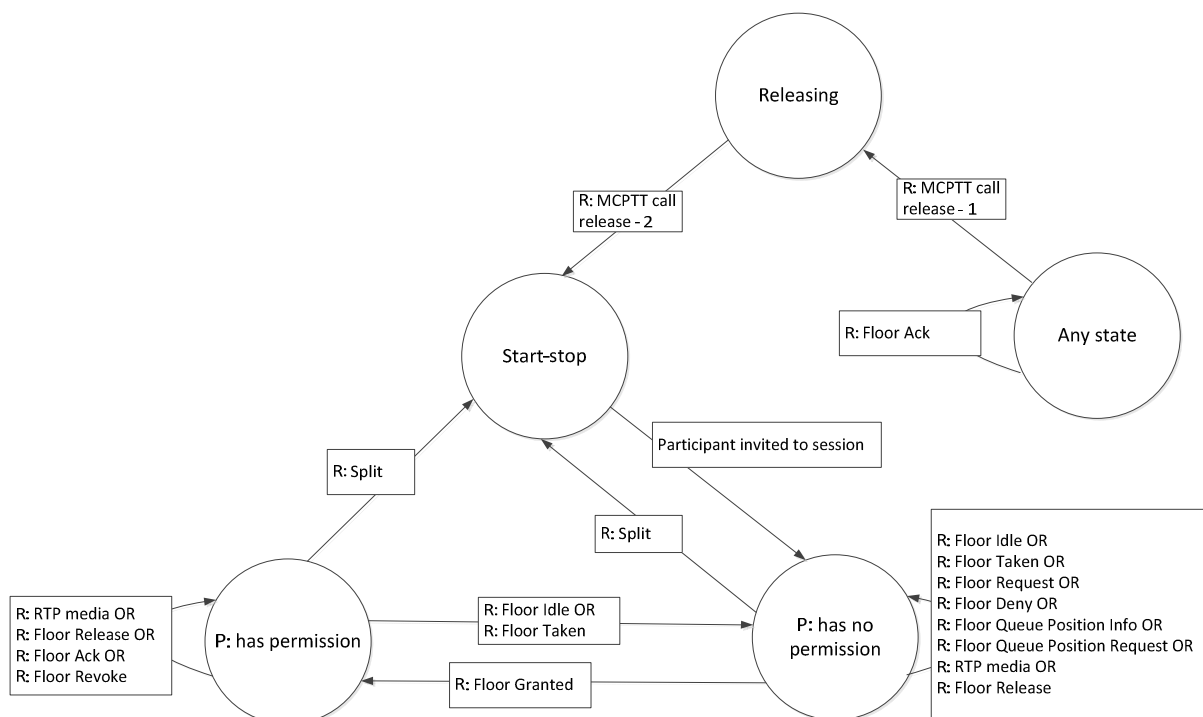 Releasing
R: MCPTT call
release - 2
R: MCPTT call
release - 1
Start-stop
R: Floor Ack
Any state
Participant invited to session
R: Split
R: Split
R: RTP media OR
R: Floor Release OR
R: Floor Ack OR
R: Floor Revoke
P: has permission
R: Floor Idle OR
R: Floor Taken
R: Floor Granted
P: has no
permission
R: Floor Idle OR
R: Floor Taken OR
R: Floor Request OR
R: Floor Deny OR
R: Floor Queue Position Info OR
R: Floor Queue Position Request OR
R: RTP media OR
R: Floor Release